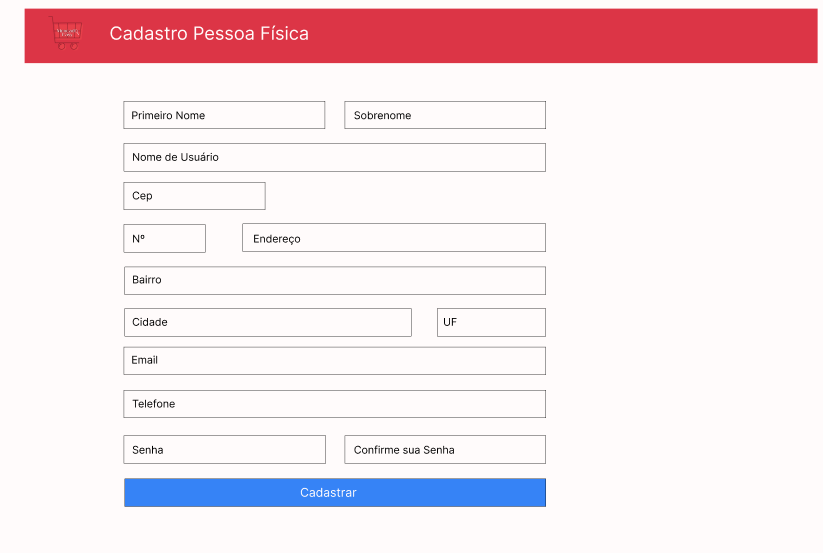 Cadastro Pessoa Física
Primeiro Nome
Sobrenome
Nome de Usuário
Cep
Nº
Endereço
Bairro
Cidade
UF
Email
Telefone
Senha
Confirme sua Senha
Cadastrar